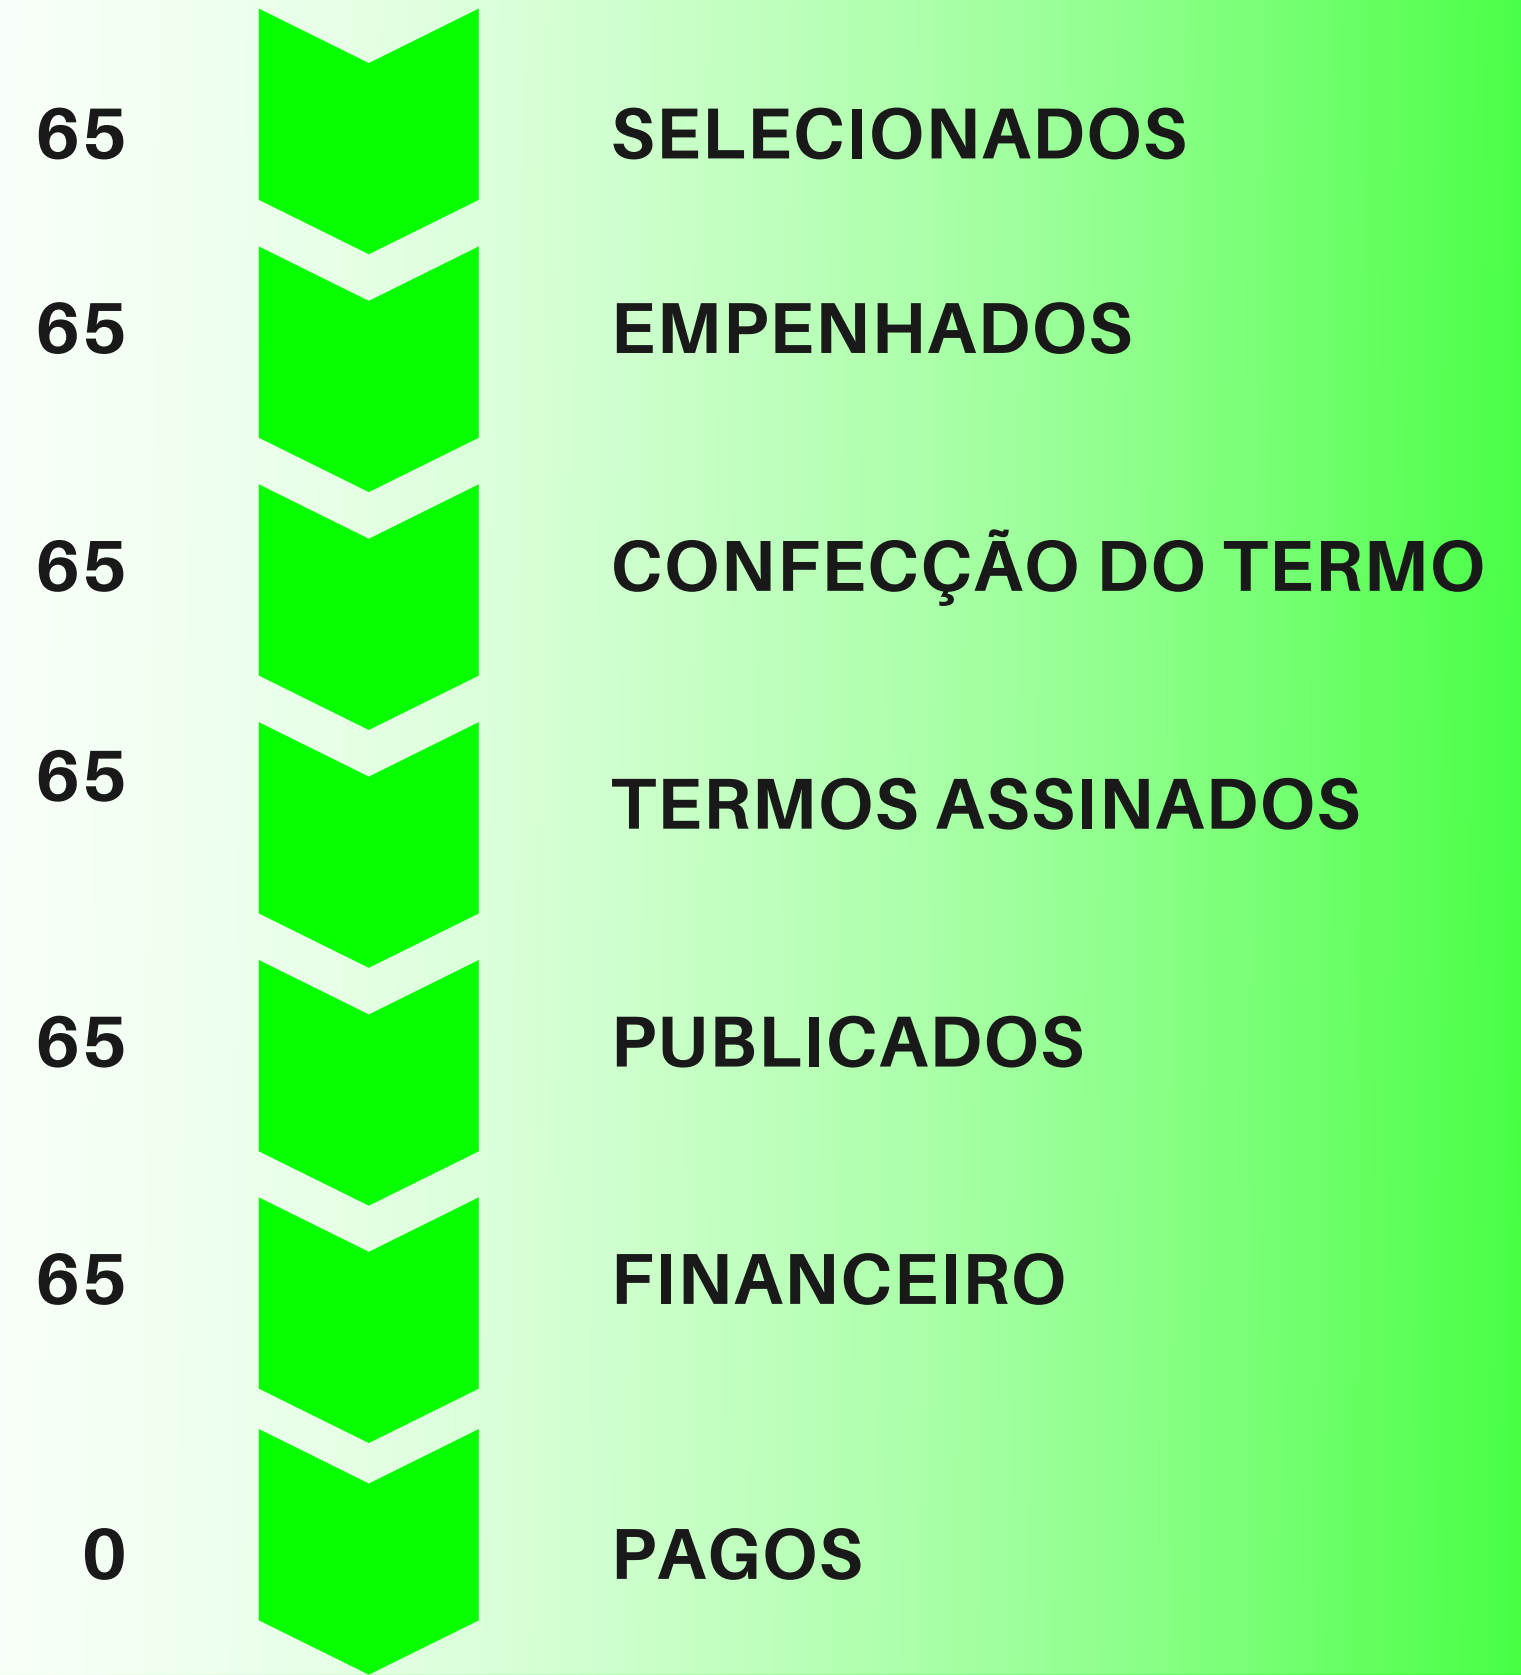 65 SELECIONADOS
65 EMPENHADOS
65 CONFECÇÃO DO TERMO
65 TERMOS ASSINADOS
65 PUBLICADOS
65 FINANCEIRO
0 PAGOS